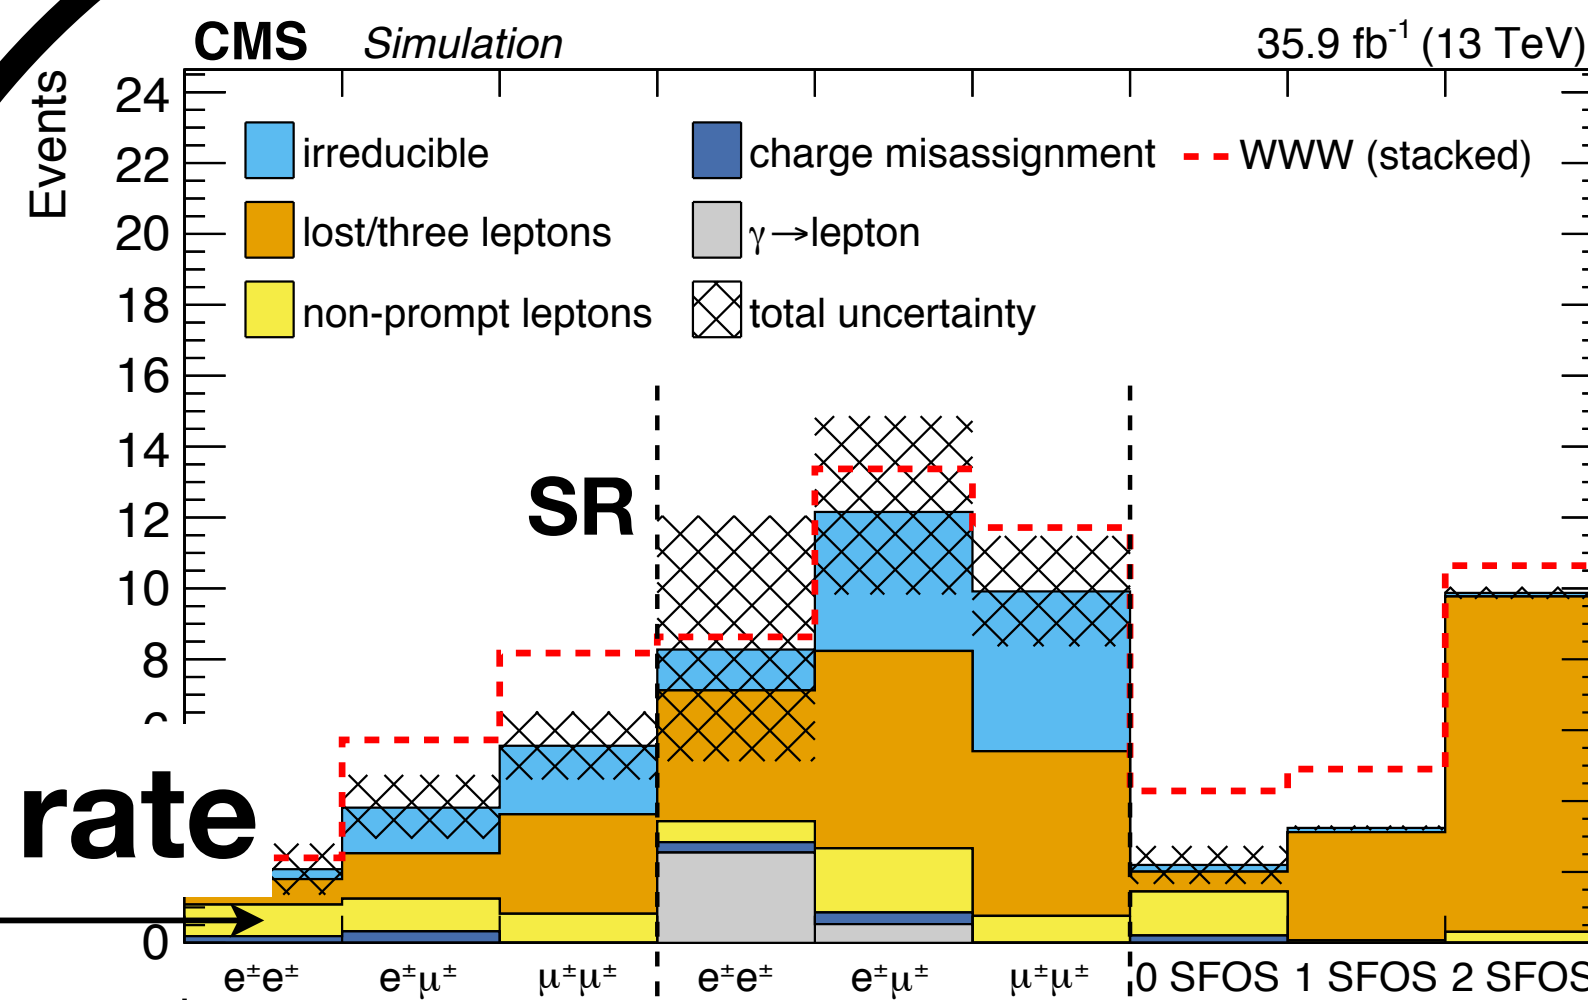 CMS Simulation 35.9 fb⁻¹ (13 TeV)
Events
24
22
20
18
16
14
12
10
8
0
irreducible
charge misassignment
WWW (stacked)
lost/three leptons
γ→lepton
non-prompt leptons
total uncertainty
SR
rate
e±e± e±μ± μ±μ± e±e± e±μ± μ±μ± 0 SFOS 1 SFOS 2 SFOS